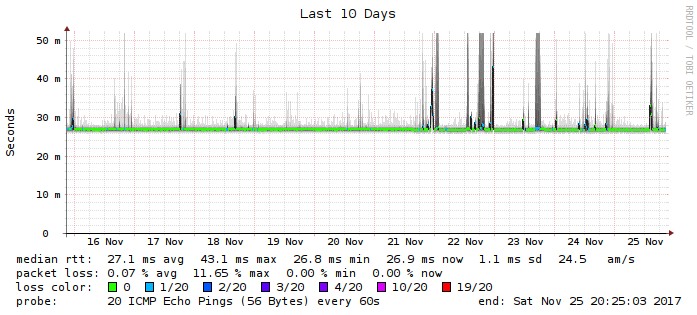 Last 10 Days
RRDTOOL / TOBI OETIKER
Seconds
50 m
40 m
30 m
20 m
10 m
0
16 Nov 17 Nov 18 Nov 19 Nov 20 Nov 21 Nov 22 Nov 23 Nov 24 Nov 25 Nov
median rtt: 27.1 ms avg 43.1 ms max 26.8 ms min 26.9 ms now 1.1 ms sd 24.5 am/s
packet loss: 0.07 % avg 11.65 % max 0.00 % min 0.00 % now
loss color: 0 1/20 2/20 3/20 4/20 10/20 19/20
probe: 20 ICMP Echo Pings (56 Bytes) every 60s end: Sat Nov 25 20:25:03 2017